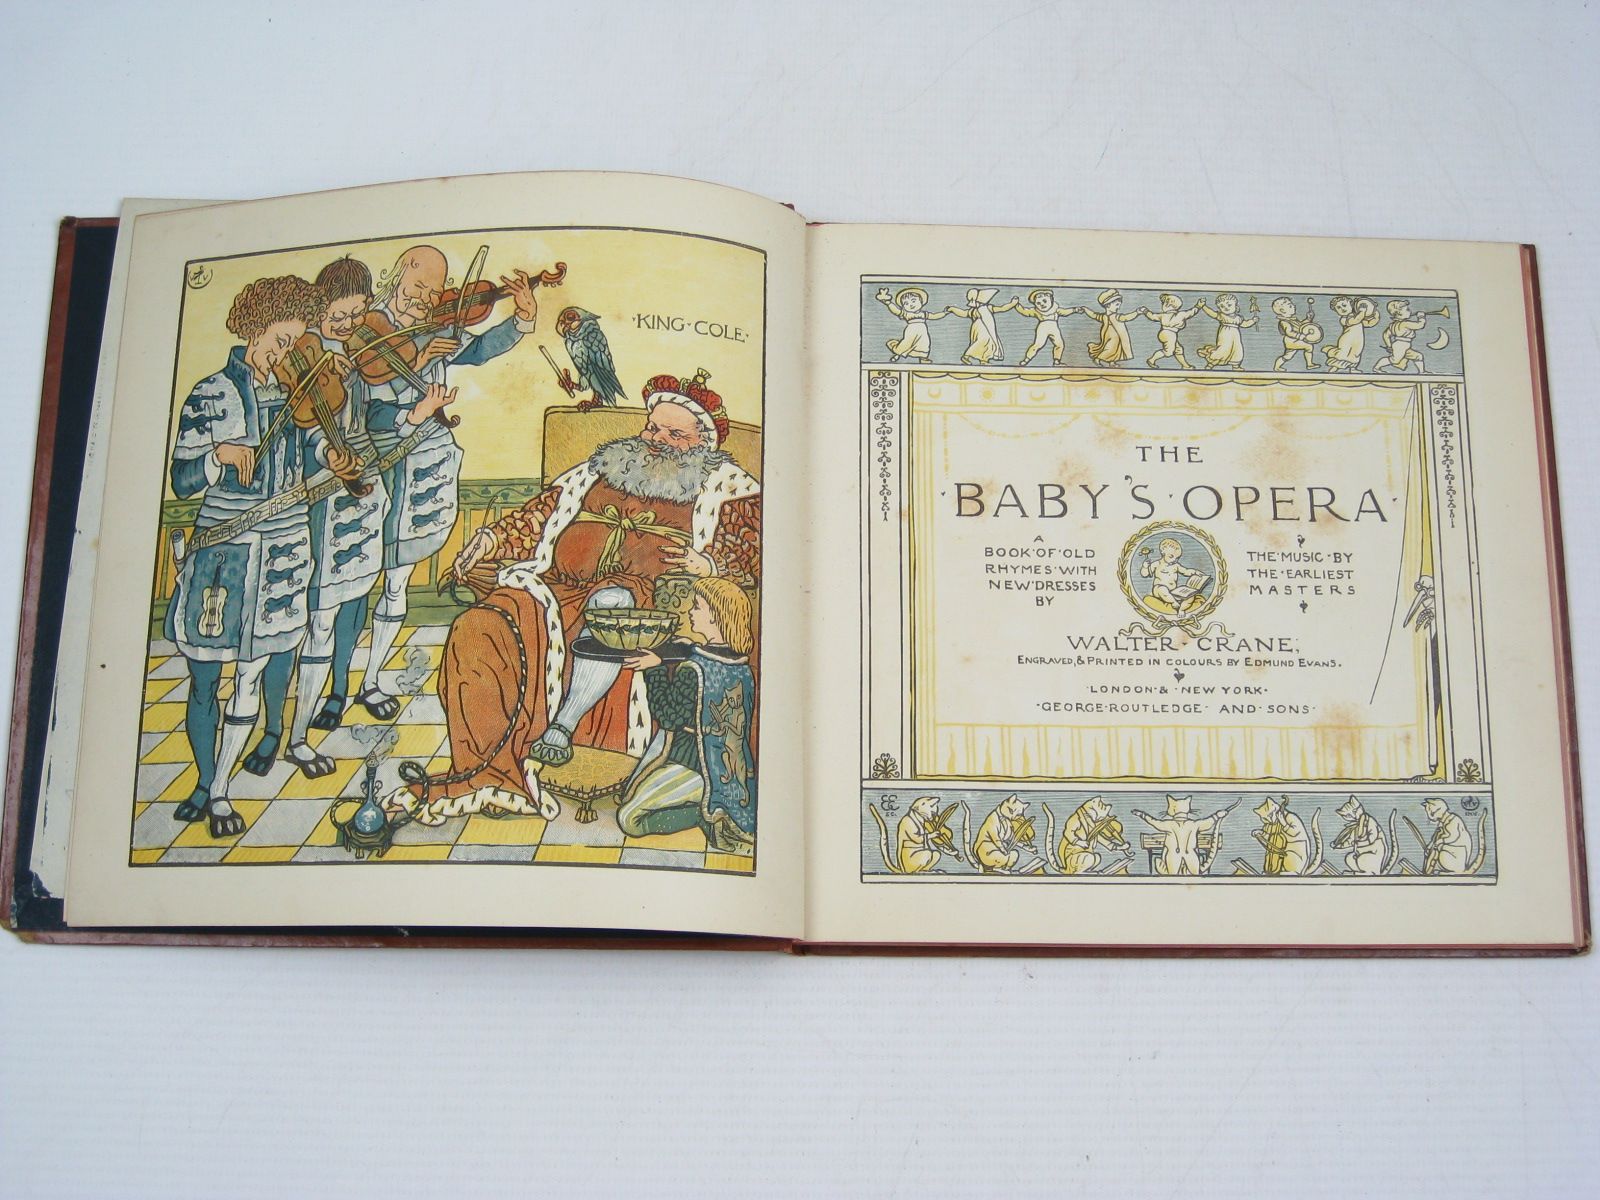 ·KING·COLE·
THE
·BABY'S·OPERA·
A
BOOK·OF·OLD
RHYMES·WITH
NEW·DRESSES
BY
THE·MUSIC·BY
THE·EARLIEST
MASTERS
WALTER·CRANE;
ENGRAVED,&PRINTED IN COLOURS BY EDMUND EVANS.
·LONDON·&·NEW YORK·
·GEORGE·ROUTLEDGE·AND·SONS·